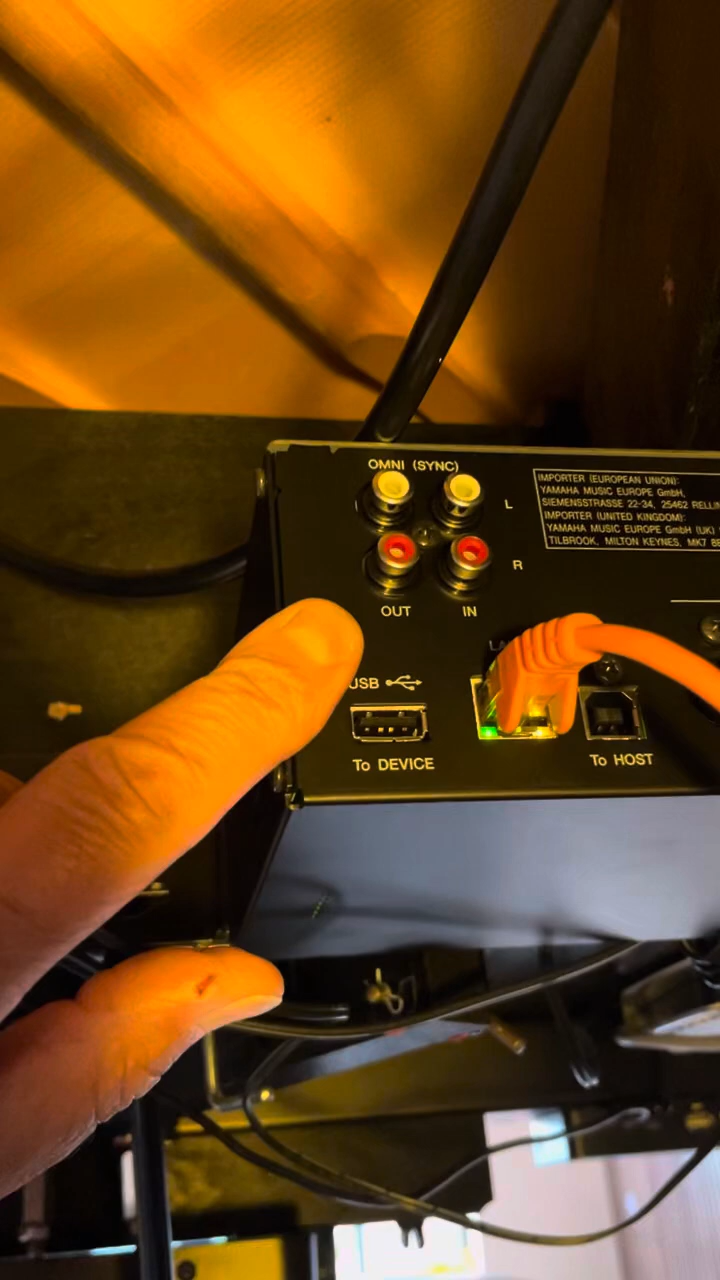 OMNI (SYNC)
L
R
OUT
IN
IMPORTER (EUROPEAN UNION):
YAMAHA MUSIC EUROPE GmbH,
SIEMENSSTRASSE 22-34, 25462
IMPORTER (UNITED KINGDOM):
YAMAHA MUSIC EUROPE GmbH (UK)
TILBROOK, MILTON KEYNES, MK7
USB
To DEVICE
To HOST